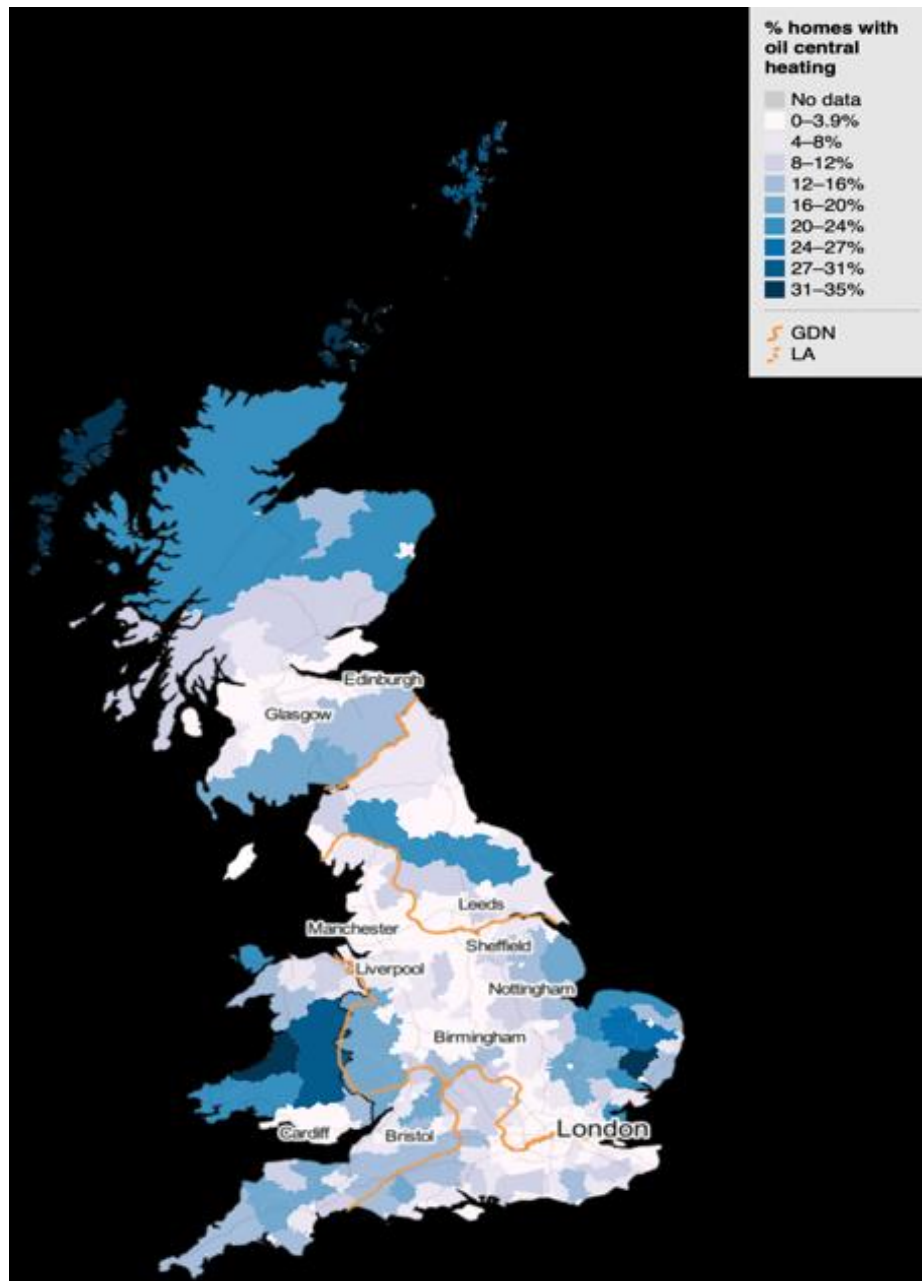 % homes with
oil central
heating
No data
0–3.9%
4–8%
8–12%
12–16%
16–20%
20–24%
24–27%
27–31%
31–35%
GDN
LA
Edinburgh
Glasgow
Leeds
Manchester
Sheffield
Liverpool
Nottingham
Birmingham
London
Cardiff
Bristol